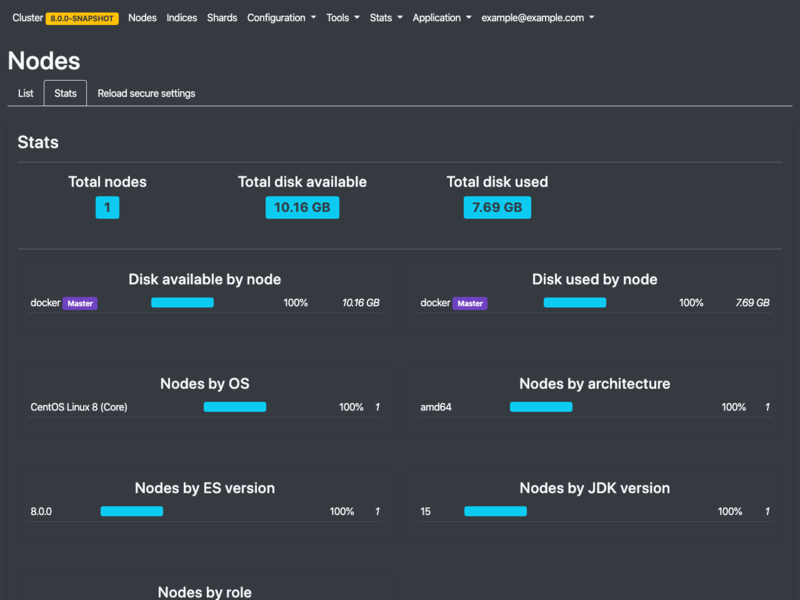 Cluster 8.0.0-SNAPSHOT Nodes Indices Shards Configuration Tools Stats Application example@example.com
Nodes
List Stats Reload secure settings
Stats
Total nodes Total disk available Total disk used
1 10.16 GB 7.69 GB
Disk available by node Disk used by node
docker Master 100% 10.16 GB docker Master 100% 7.69 GB
Nodes by OS Nodes by architecture
CentOS Linux 8 (Core) 100% 1 amd64 100% 1
Nodes by ES version Nodes by JDK version
8.0.0 100% 1 15 100% 1
Nodes by role